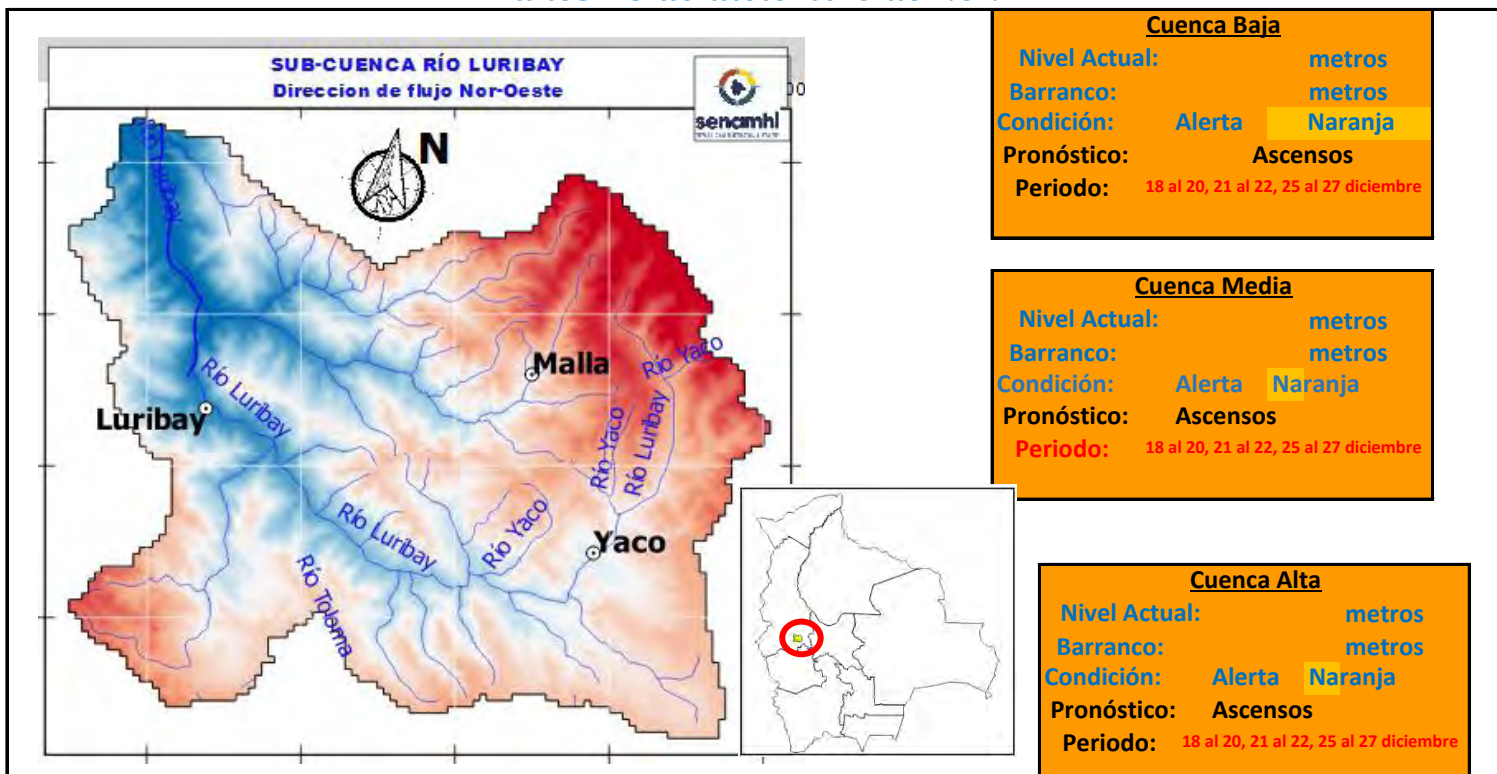 SUB-CUENCA RÍO LURIBAY
Direccion de flujo Nor-Oeste
senamhi
00
N
Luribay
Malla
Río Yaco
Río Luribay
Luribay
Río Yaco
Río Luribay
Río Luribay
Río Yaco
Yaco
Río Tolama
Cuenca Baja
Nivel Actual: metros
Barranco: metros
Condición: Alerta Naranja
Pronóstico: Ascensos
Periodo: 18 al 20, 21 al 22, 25 al 27 diciembre
Cuenca Media
Nivel Actual: metros
Barranco: metros
Condición: Alerta Naranja
Pronóstico: Ascensos
Periodo: 18 al 20, 21 al 22, 25 al 27 diciembre
Cuenca Alta
Nivel Actual: metros
Barranco: metros
Condición: Alerta Naranja
Pronóstico: Ascensos
Periodo: 18 al 20, 21 al 22, 25 al 27 diciembre